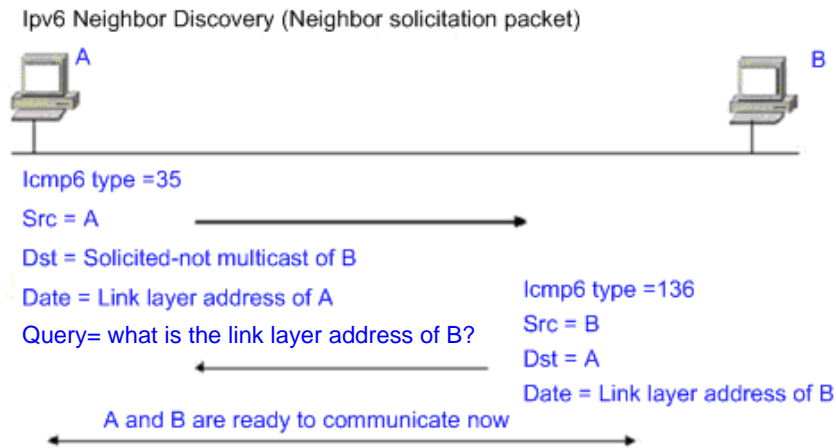 Ipv6 Neighbor Discovery (Neighbor solicitation packet)
A
B
Icmp6 type =35
Src = A
Dst = Solicited-not multicast of B
Date = Link layer address of A
Query= what is the link layer address of B?
Icmp6 type =136
Src = B
Dst = A
Date = Link layer address of B
A and B are ready to communicate now